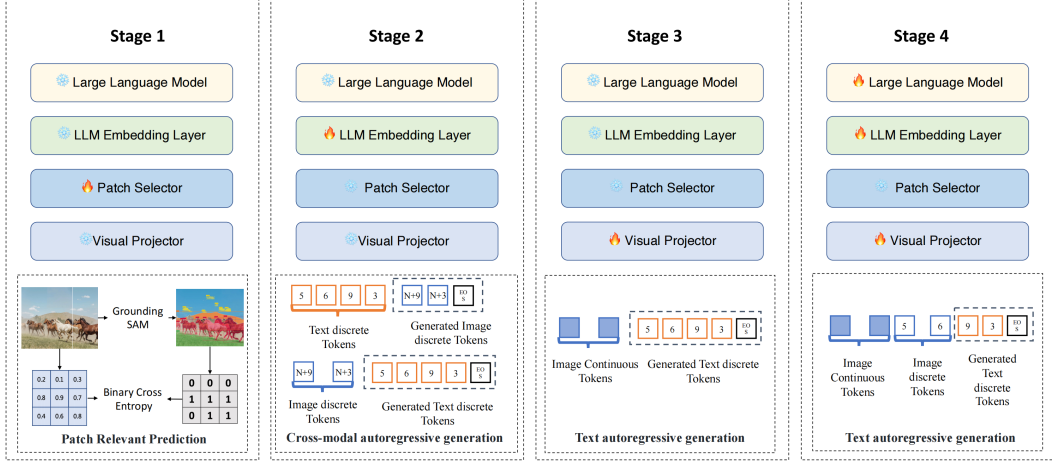 Stage 1
Large Language Model
LLM Embedding Layer
Patch Selector
Visual Projector
Grounding
SAM
0.2 0.1 0.3
0.8 0.9 0.7
0.4 0.6 0.8
Binary Cross
Entropy
0 0 0
1 1 1
0 1 1
Patch Relevant Prediction
Stage 2
Large Language Model
LLM Embedding Layer
Patch Selector
Visual Projector
5 6 9 3
N+9 N+3 EO
S
Text discrete
Tokens
Generated Image
discrete Tokens
N+9 N+3
5 6 9 3 EO
S
Image discrete
Tokens
Generated Text discrete
Tokens
Cross-modal autoregressive generation
Stage 3
Large Language Model
LLM Embedding Layer
Patch Selector
Visual Projector
5 6 9 3 EO
S
Image Continuous
Tokens
Generated Text discrete
Tokens
Text autoregressive generation
Stage 4
Large Language Model
LLM Embedding Layer
Patch Selector
Visual Projector
5 6
9 3 EO
S
Image
Continuous
Tokens
Image
discrete
Tokens
Generated
Text
discrete
Tokens
Text autoregressive generation